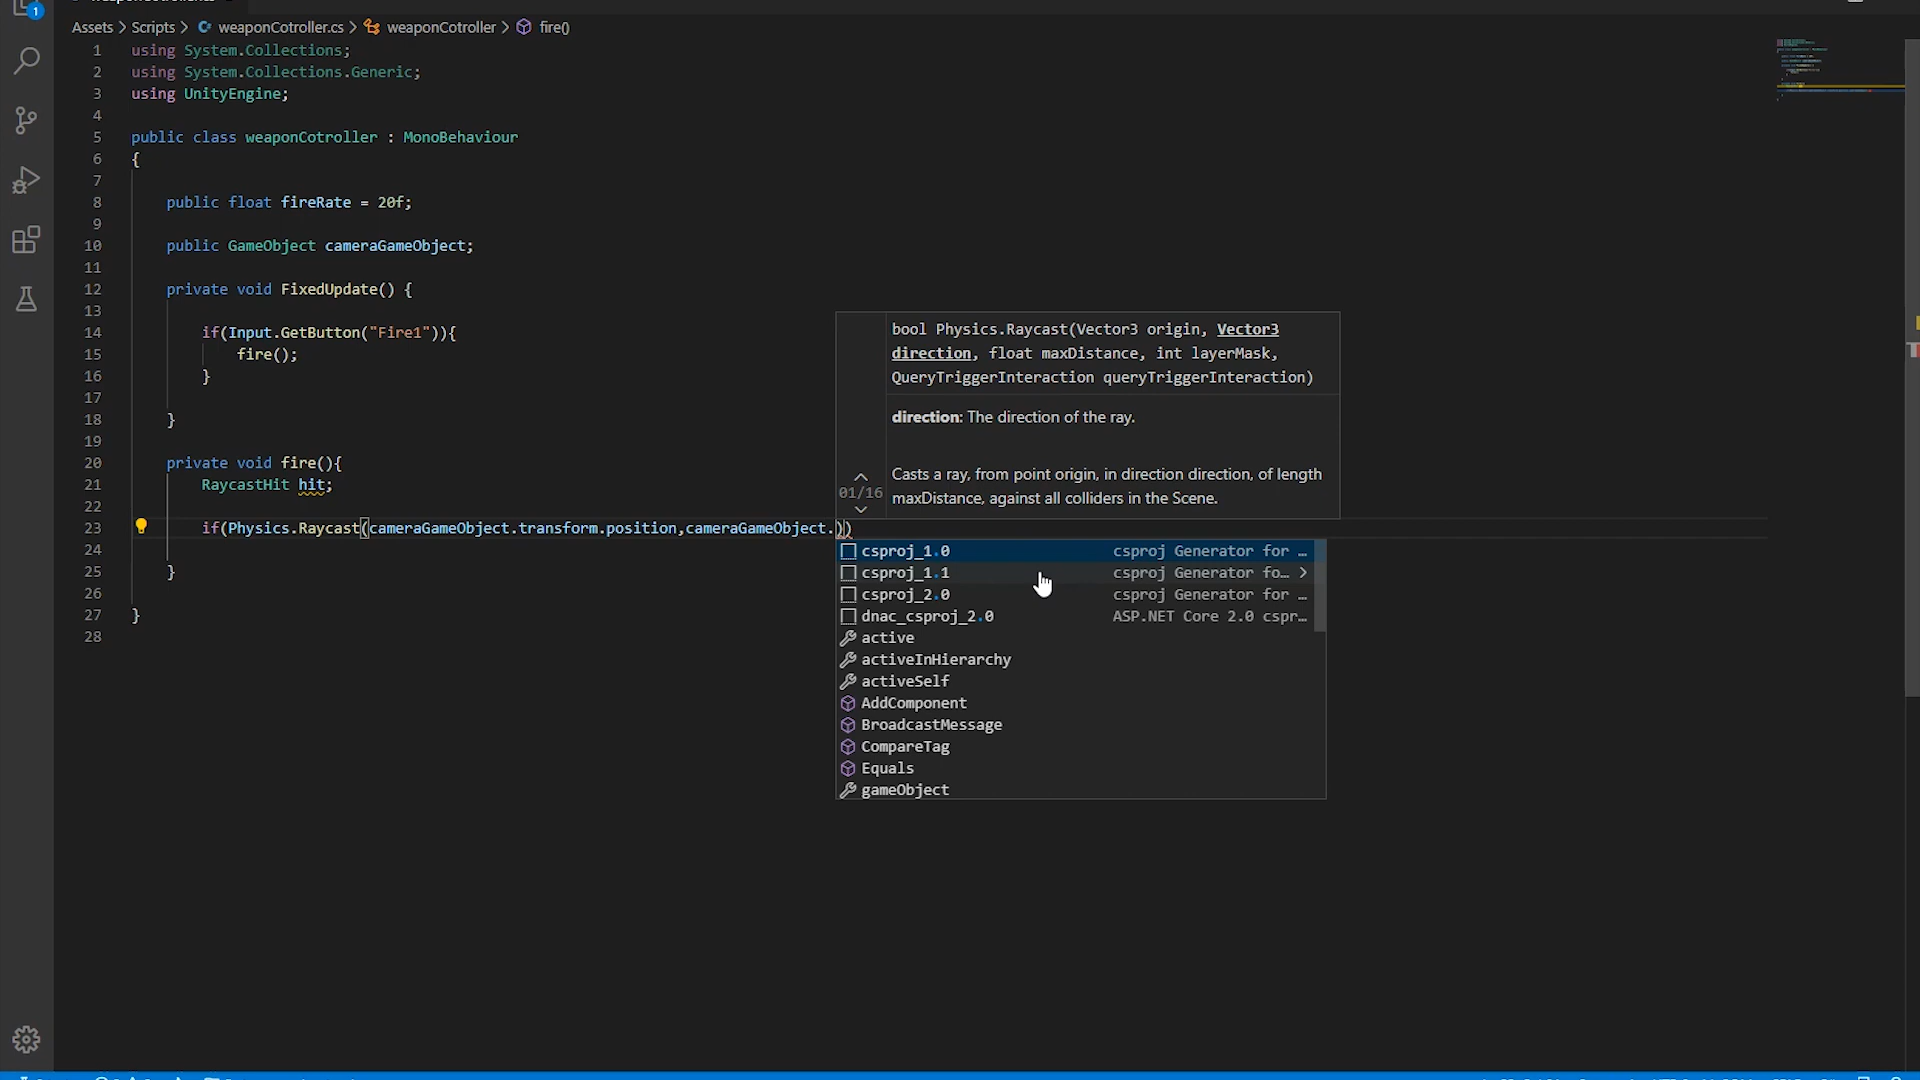 1
Assets > Scripts > weaponCotroller.cs > weaponCotroller > fire()
1 using System.Collections;
2 using System.Collections.Generic;
3 using UnityEngine;
4
5 public class weaponCotroller : MonoBehaviour
6 {
7
8 public float fireRate = 20f;
9
10 public GameObject cameraGameObject;
11
12 private void FixedUpdate() {
13
14 if(Input.GetButton("Fire1")){
15 fire();
16 }
17
18 }
19
20 private void fire(){
21 RaycastHit hit;
22
23 if(Physics.Raycast(cameraGameObject.transform.position,cameraGameObject.))
24
25 }
26
27 }
28
bool Physics.Raycast(Vector3 origin, Vector3
direction, float maxDistance, int layerMask,
QueryTriggerInteraction queryTriggerInteraction)
direction: The direction of the ray.
01/16
Casts a ray, from point origin, in direction direction, of length
maxDistance, against all colliders in the Scene.
csproj_1.0 csproj Generator for …
csproj_1.1 csproj Generator fo… >
csproj_2.0 csproj Generator for …
dnac_csproj_2.0 ASP.NET Core 2.0 cspr…
active
activeInHierarchy
activeSelf
AddComponent
BroadcastMessage
CompareTag
Equals
gameObject